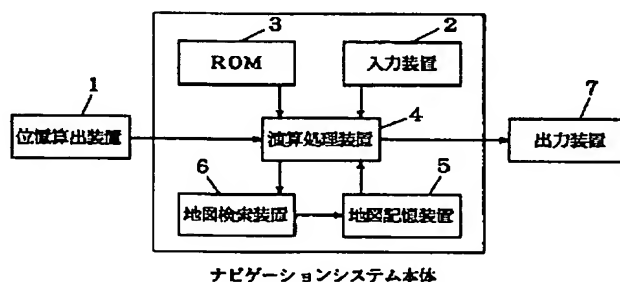 3
2
ROM
入力装置
1
4
7
位置算出装置
演算処理装置
出力装置
6
5
地図検索装置
地図記憶装置
ナビゲーションシステム本体